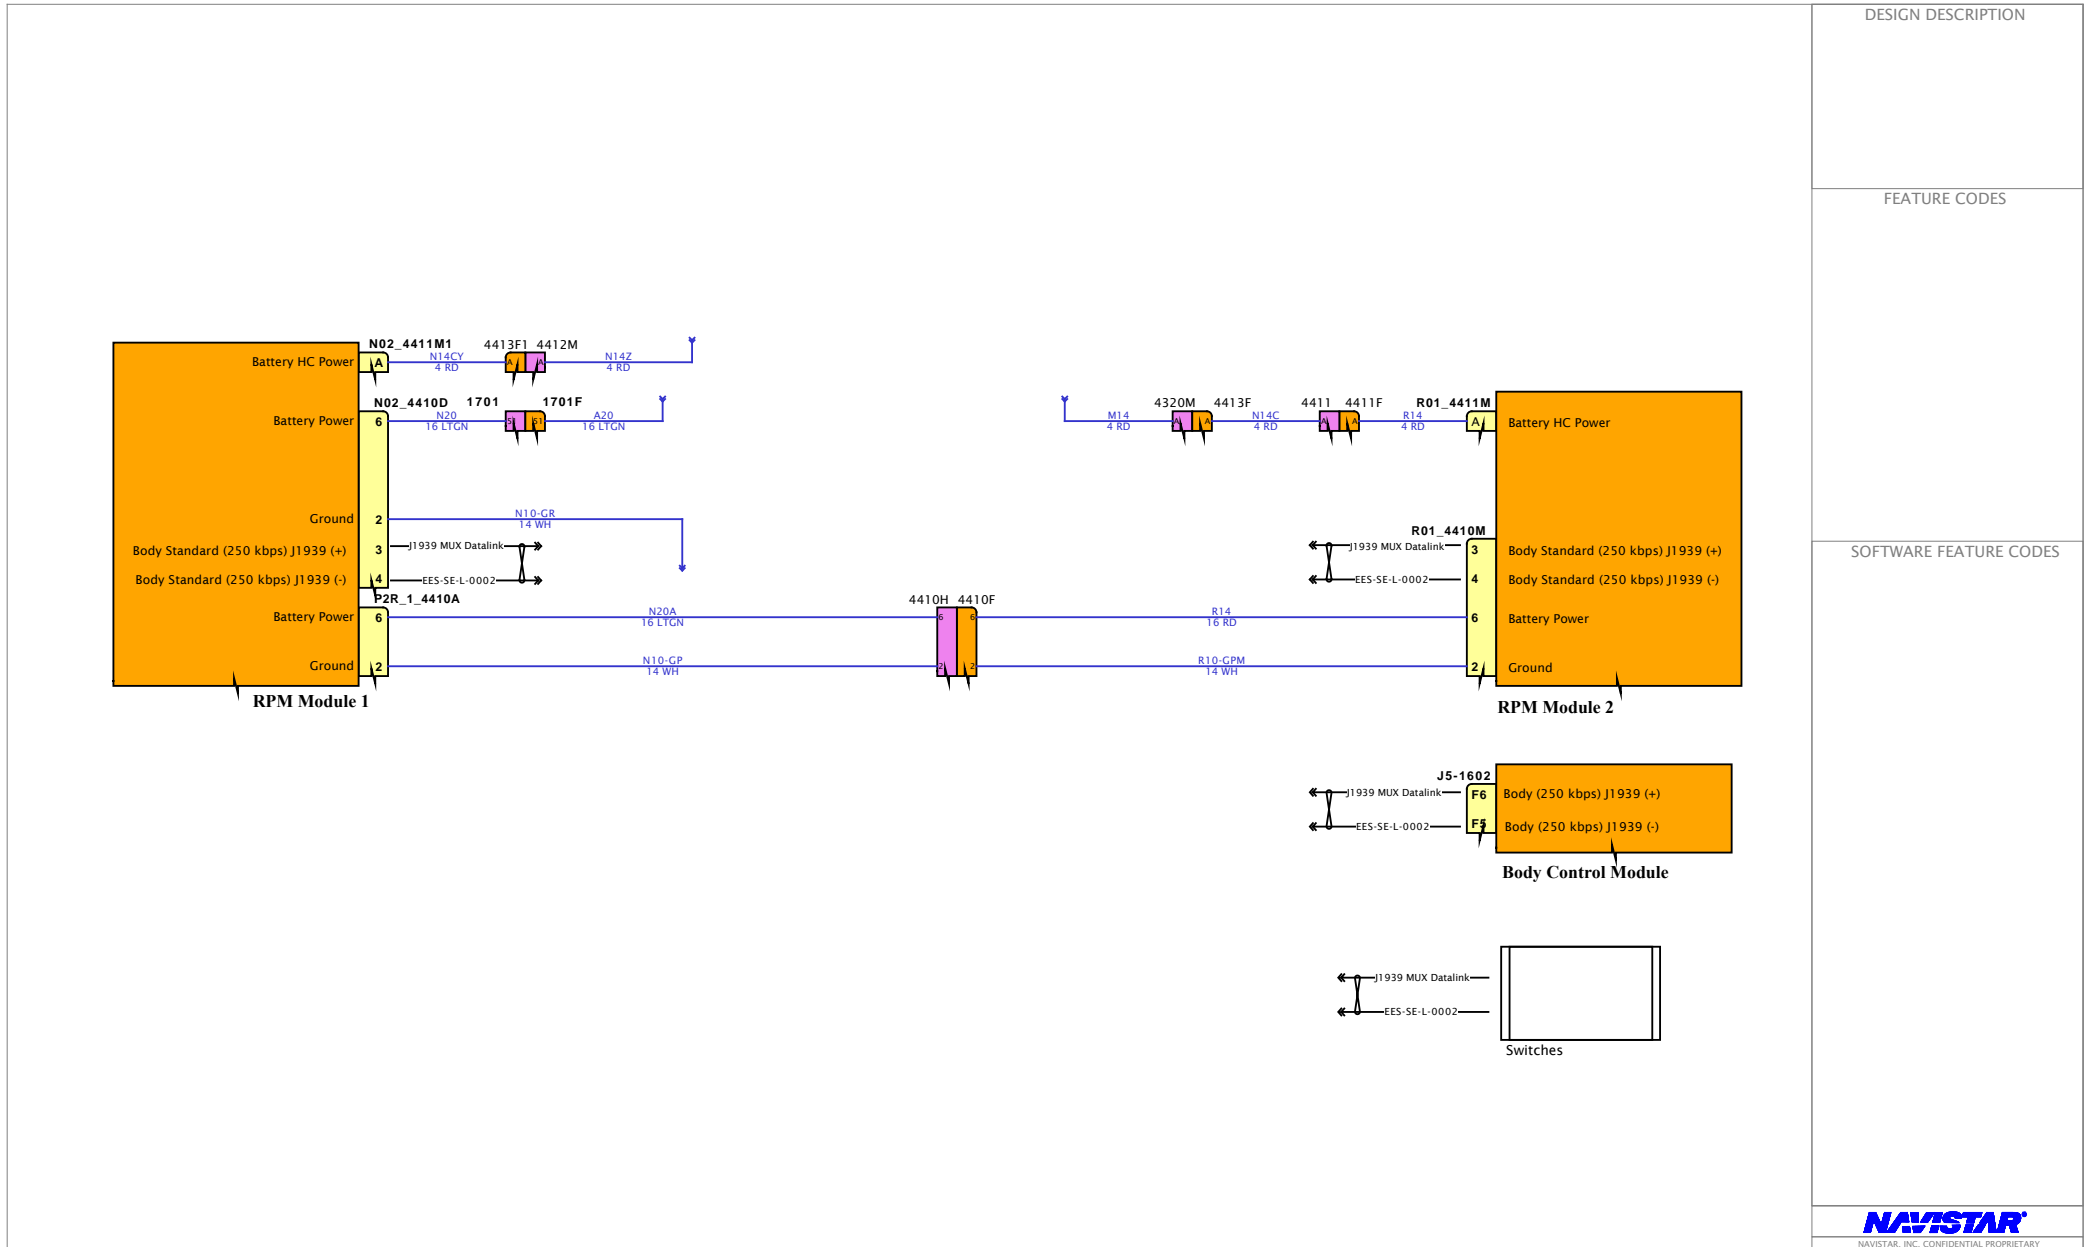 DESIGN DESCRIPTION
FEATURE CODES
SOFTWARE FEATURE CODES
N02_4411M1
4413F1 4412M
Battery HC Power
A
N14CY
4 RD
A
A
N14Z
4 RD
N02_4410D
1701
1701F
Battery Power
6
N20
16 LTGN
51
51
A20
16 LTGN
Ground
2
N10-GR
14 WH
Body Standard (250 kbps) J1939 (+)
3
J1939 MUX Datalink
Body Standard (250 kbps) J1939 (-)
4
EES-SE-L-0002
P2R_1_4410A
Battery Power
6
N20A
16 LTGN
Ground
2
N10-GP
14 WH
RPM Module 1
4410H 4410F
6
6
2
2
R14
16 RD
R10-GPM
14 WH
M14
4 RD
4320M
4413F
A
A
N14C
4 RD
4411
4411F
A
A
R14
4 RD
R01_4411M
A
Battery HC Power
R01_4410M
J1939 MUX Datalink
3
Body Standard (250 kbps) J1939 (+)
EES-SE-L-0002
4
Body Standard (250 kbps) J1939 (-)
6
Battery Power
2
Ground
RPM Module 2
J5-1602
J1939 MUX Datalink
F6
Body (250 kbps) J1939 (+)
EES-SE-L-0002
F5
Body (250 kbps) J1939 (-)
Body Control Module
J1939 MUX Datalink
EES-SE-L-0002
Switches
NAVISTAR
NAVISTAR, INC. CONFIDENTIAL PROPRIETARY